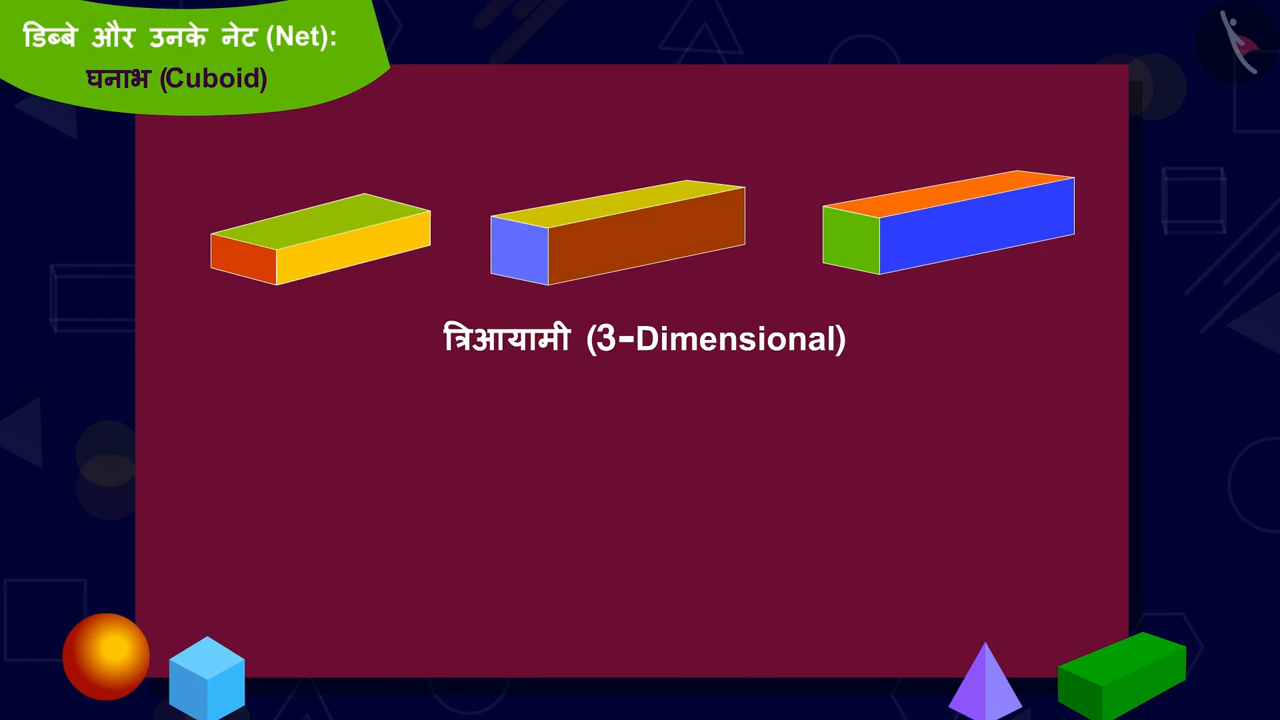 डिब्बे और उनके नेट (Net):
घनाभ (Cuboid)
त्रिआयामी (3-Dimensional)